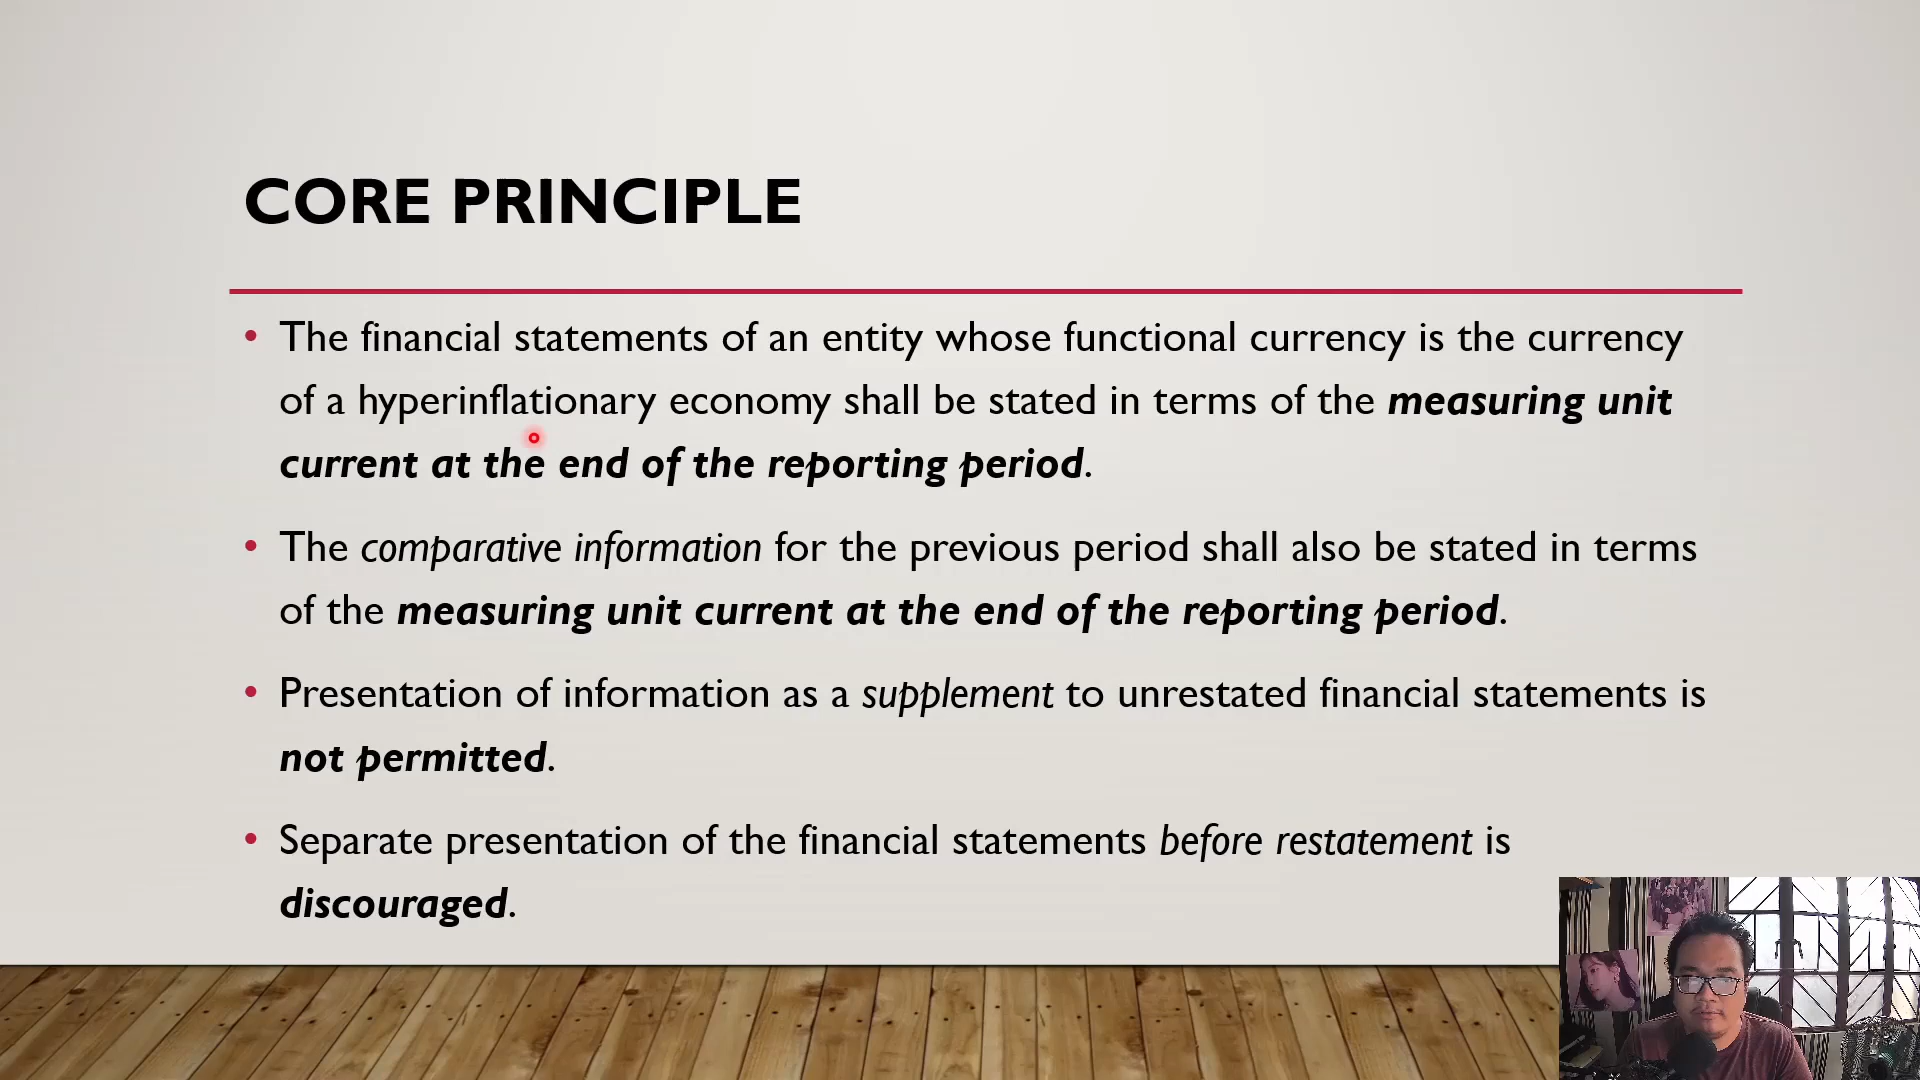 CORE PRINCIPLE
• The financial statements of an entity whose functional currency is the currency
of a hyperinflationary economy shall be stated in terms of the measuring unit
current at the end of the reporting period.
• The comparative information for the previous period shall also be stated in terms
of the measuring unit current at the end of the reporting period.
• Presentation of information as a supplement to unrestated financial statements is
not permitted.
• Separate presentation of the financial statements before restatement is
discouraged.